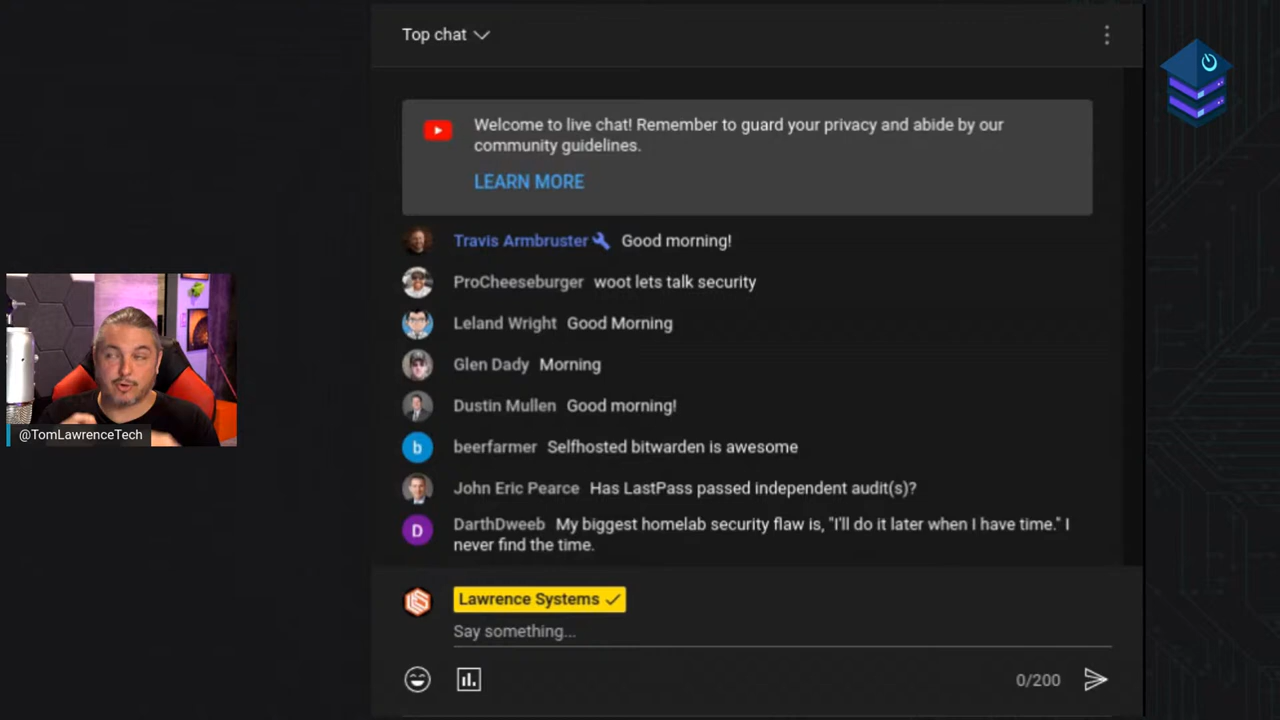 Top chat
Welcome to live chat! Remember to guard your privacy and abide by our
community guidelines.
LEARN MORE
Travis Armbruster Good morning!
ProCheeseburger woot lets talk security
Leland Wright Good Morning
Glen Dady Morning
Dustin Mullen Good morning!
b beerfarmer Selfhosted bitwarden is awesome
John Eric Pearce Has LastPass passed independent audit(s)?
D DarthDweeb My biggest homelab security flaw is, "I'll do it later when I have time." I
never find the time.
Lawrence Systems
Say something...
0/200
@TomLawrenceTech